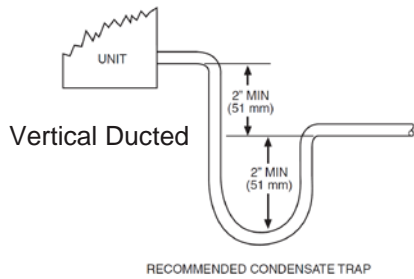 UNIT
2" MIN
(51 mm)
Vertical Ducted
2" MIN
(51 mm)
RECOMMENDED CONDENSATE TRAP